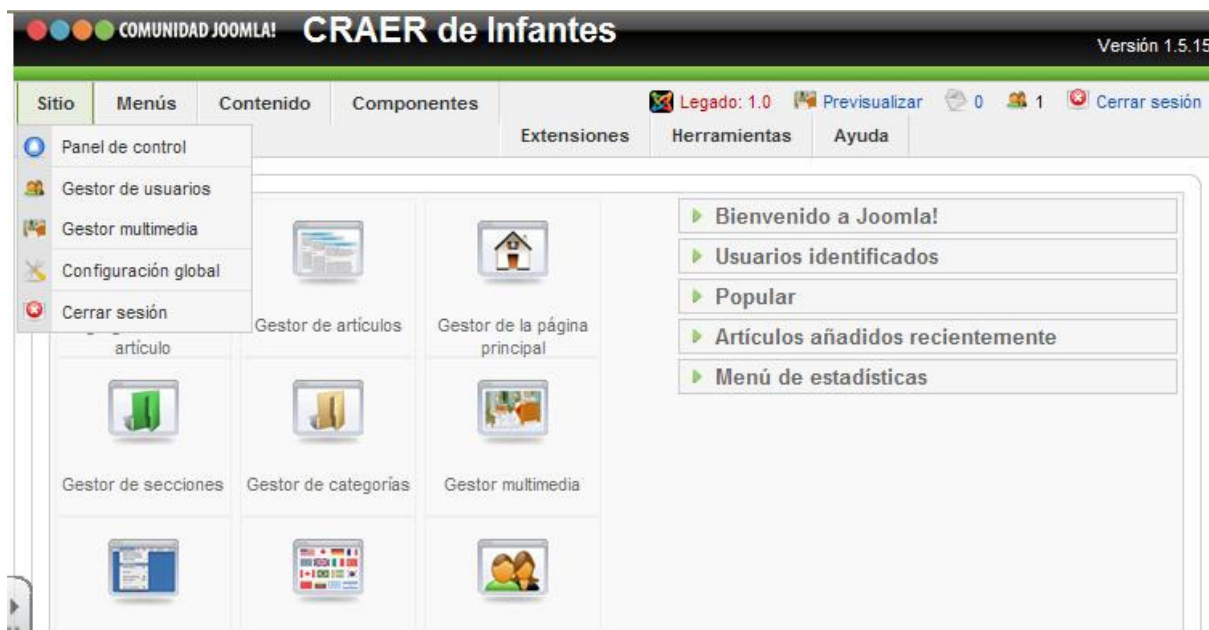 COMUNIDAD JOOMLA! CRAER de Infantes
Versión 1.5.15
Sitio Menús Contenido Componentes
Legado: 1.0 Previsualizar 0 1 Cerrar sesión
Extensiones Herramientas Ayuda
Panel de control
Gestor de usuarios
Gestor multimedia
Configuración global
Cerrar sesión
artículo
Gestor de artículos
Gestor de la página
principal
Gestor de secciones
Gestor de categorías
Gestor multimedia
Bienvenido a Joomla!
Usuarios identificados
Popular
Artículos añadidos recientemente
Menú de estadísticas